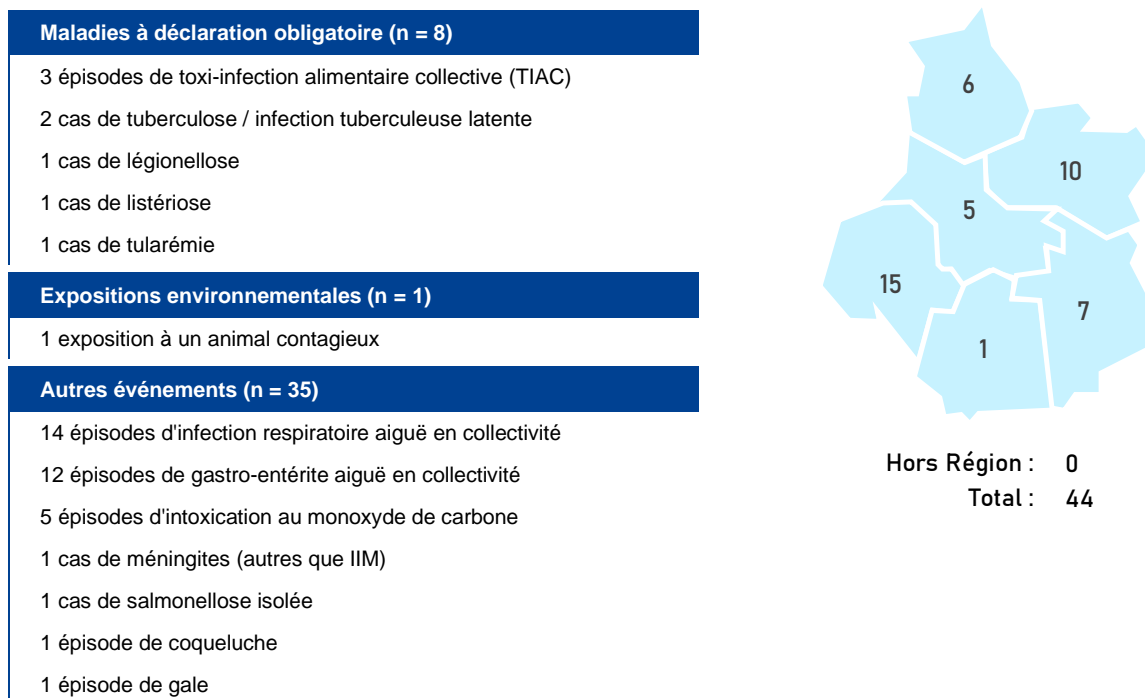 Maladies à déclaration obligatoire (n = 8)
3 épisodes de toxi-infection alimentaire collective (TIAC)
2 cas de tuberculose / infection tuberculeuse latente
1 cas de légionellose
1 cas de listériose
1 cas de tularémie
Expositions environnementales (n = 1)
1 exposition à un animal contagieux
Autres événements (n = 35)
14 épisodes d'infection respiratoire aiguë en collectivité
12 épisodes de gastro-entérite aiguë en collectivité
5 épisodes d'intoxication au monoxyde de carbone
1 cas de méningites (autres que IIM)
1 cas de salmonellose isolée
1 épisode de coqueluche
1 épisode de gale
6
10
5
15
7
1
Hors Région : 0
Total : 44